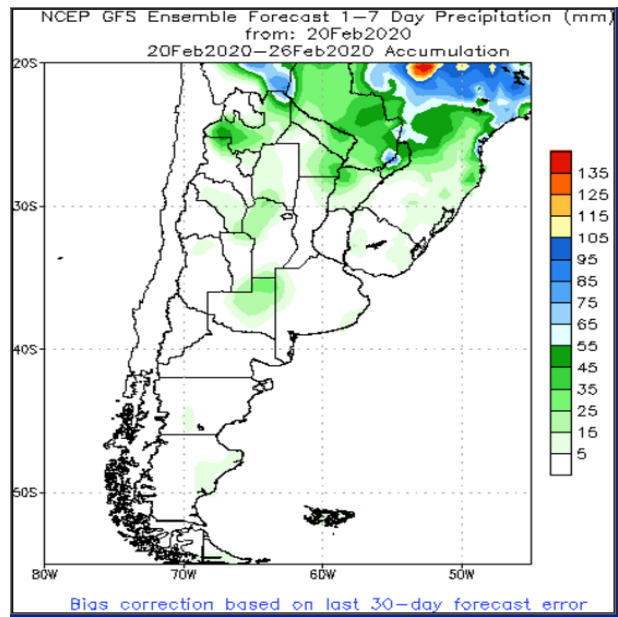 NCEP GFS Ensemble Forecast 1-7 Day Precipitation (mm)
from: 20Feb2020
20Feb2020-26Feb2020 Accumulation
20S
30S
40S
50S
80W 70W 60W 50W
135
125
115
105
95
85
75
65
55
45
35
25
15
5
Bias correction based on last 30-day forecast error